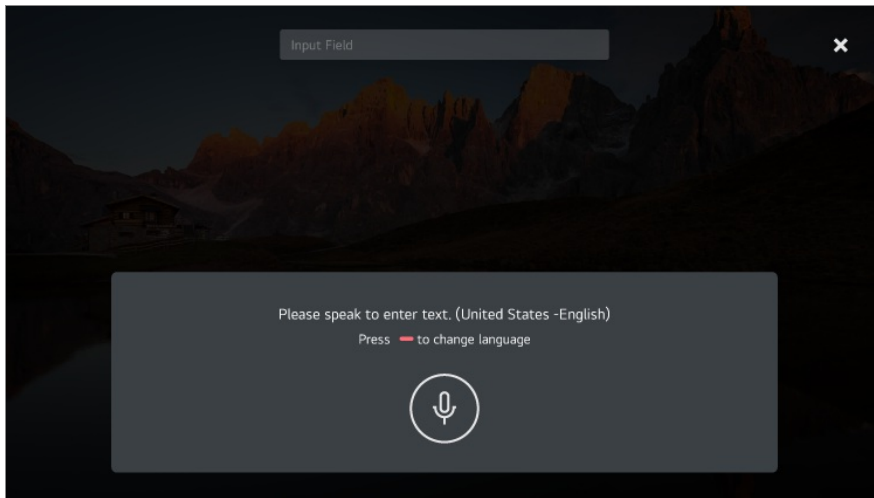 Input Field
Please speak to enter text. (United States -English)
Press to change language